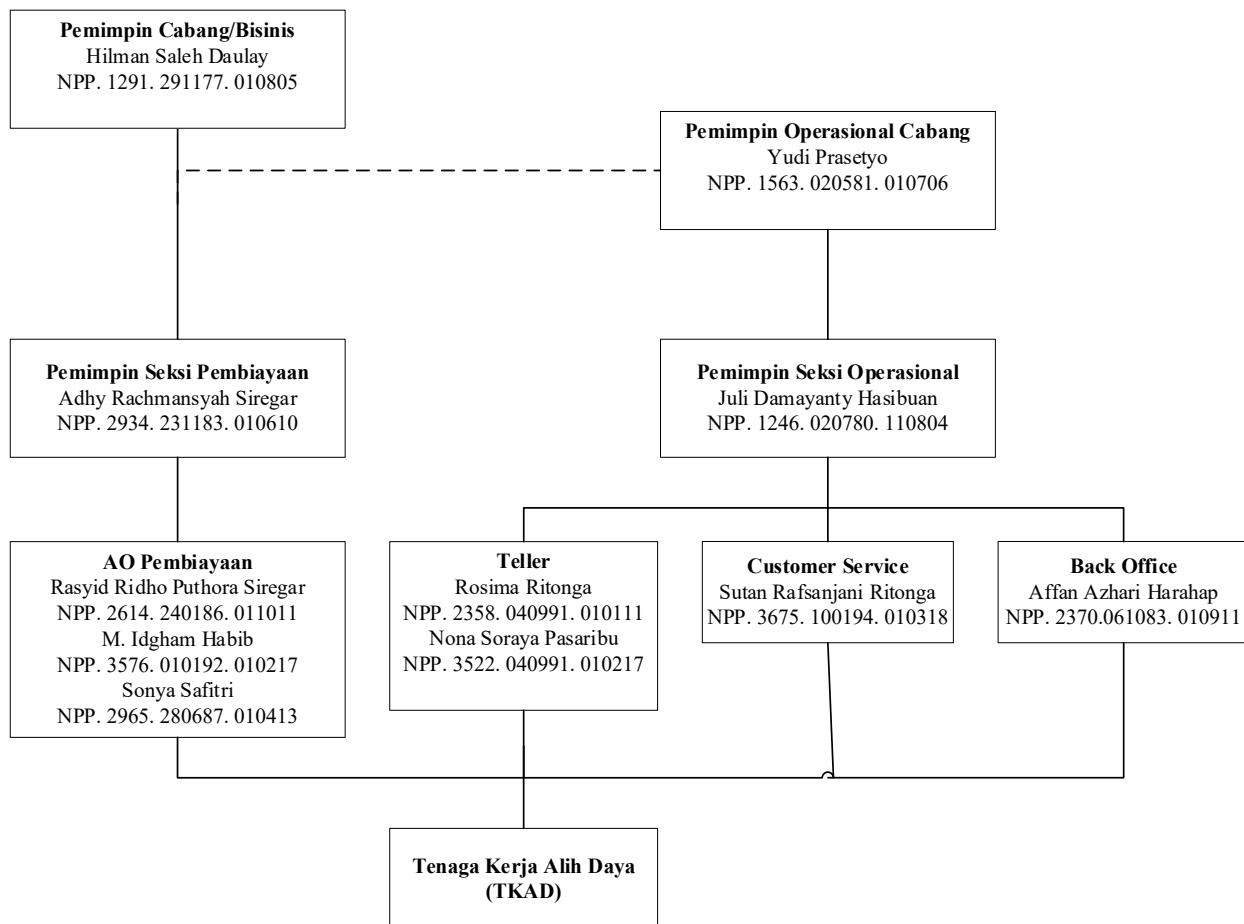 Pemimpin Cabang/Bisinis
Hilman Saleh Daulay
NPP. 1291. 291177. 010805
Pemimpin Operasional Cabang
Yudi Prasetyo
NPP. 1563. 020581. 010706
Pemimpin Seksi Pembiayaan
Adhy Rachmansyah Siregar
NPP. 2934. 231183. 010610
Pemimpin Seksi Operasional
Juli Damayanty Hasibuan
NPP. 1246. 020780. 110804
AO Pembiayaan
Rasyid Ridho Puthora Siregar
NPP. 2614. 240186. 011011
M. Idgham Habib
NPP. 3576. 010192. 010217
Sonya Safitri
NPP. 2965. 280687. 010413
Teller
Rosima Ritonga
NPP. 2358. 040991. 010111
Nona Soraya Pasaribu
NPP. 3522. 040991. 010217
Customer Service
Sutan Rafsanjani Ritonga
NPP. 3675. 100194. 010318
Back Office
Affan Azhari Harahap
NPP. 2370.061083. 010911
Tenaga Kerja Alih Daya
(TKAD)